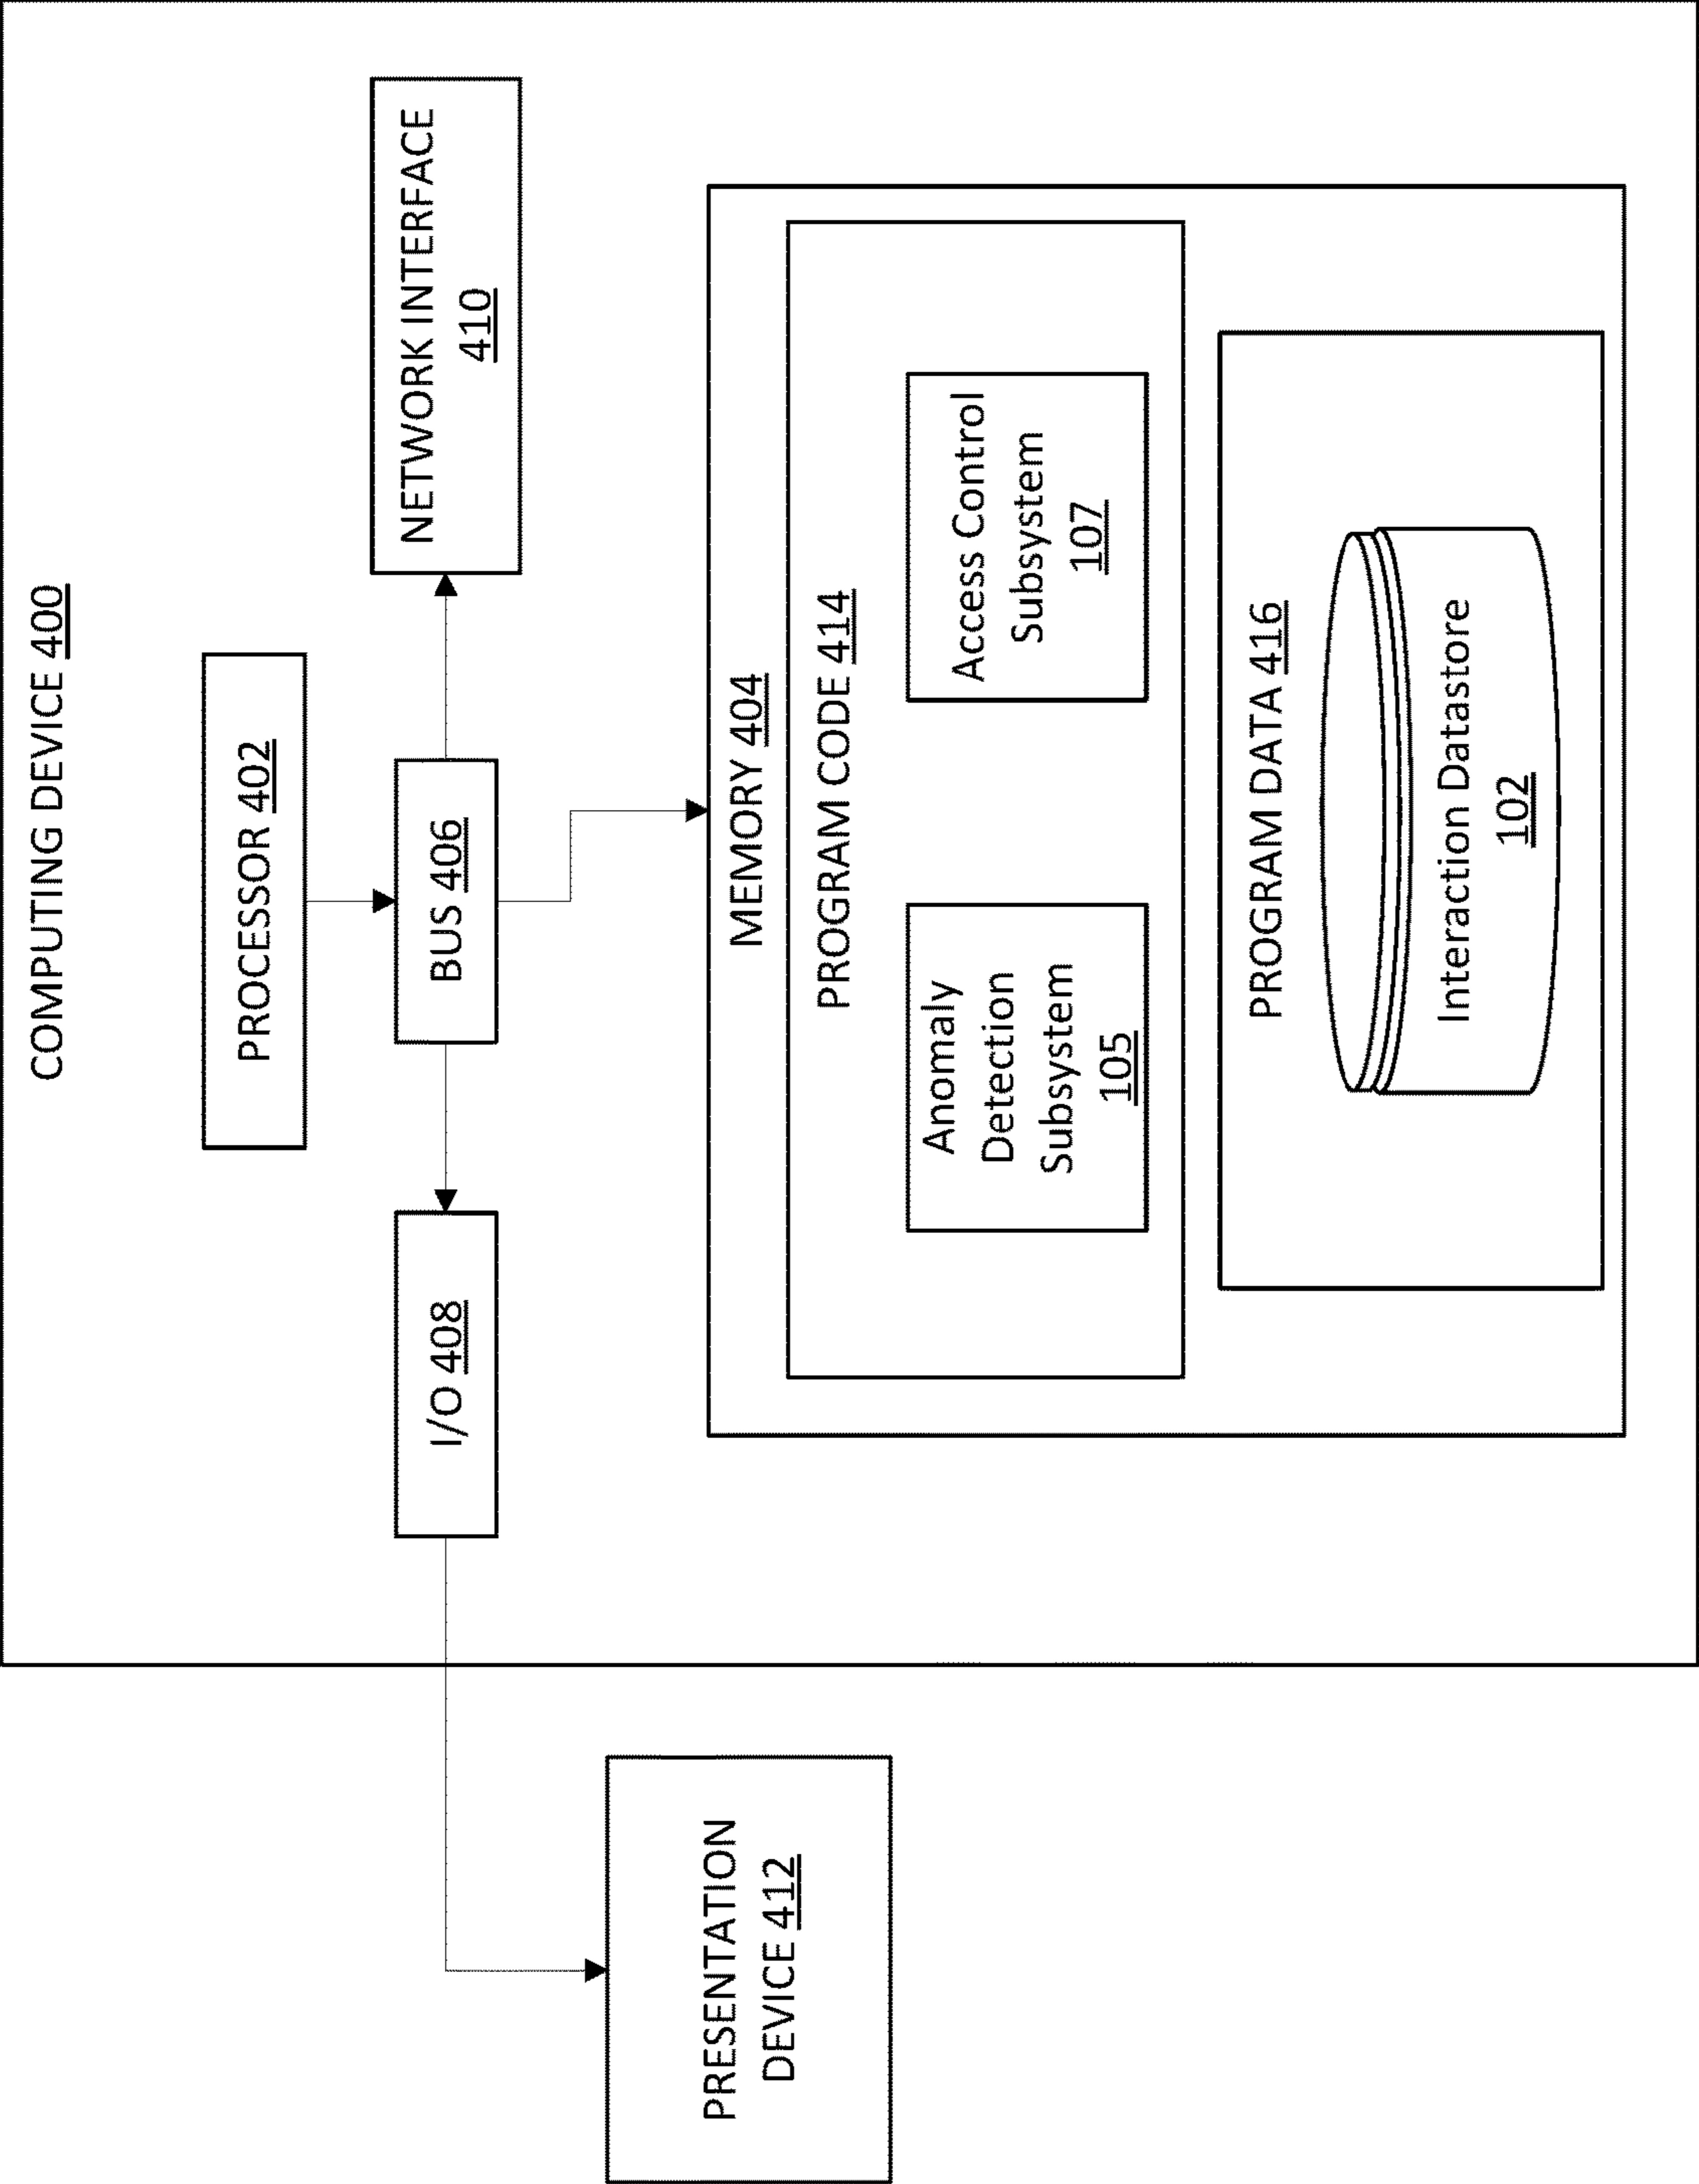 COMPUTING DEVICE 400
PROCESSOR 402
PRESENTATION
DEVICE 412
I/O 408
BUS 406
NETWORK INTERFACE
410
MEMORY 404
PROGRAM CODE 414
Anomaly
Detection
Subsystem
105
Access Control
Subsystem
107
PROGRAM DATA 416
Interaction Datastore
102